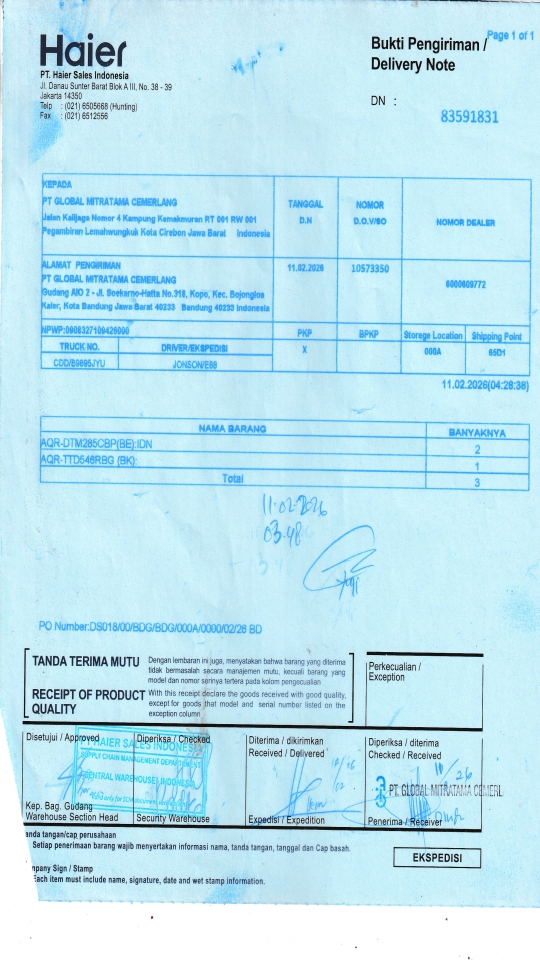 Haier
Bukti Pengiriman /
Delivery Note
Page 1 of 1
PT. Haier Sales Indonesia
Jl. Danau Sunter Barat Blok A III, No. 38 - 39
Jakarta 14350
Telp : (021) 6505668 (Hunting)
Fax : (021) 6512556
DN :
83591831
KEPADA
PT GLOBAL MITRATAMA CEMERLANG
Jalan Kalijaga Nomor 4 Kampung Kemakmuran RT 001 RW 001
Pegambiran Lemahwungkuk Kota Cirebon Jawa Barat Indonesia
TANGGAL
D.N
NOMOR
D.O.V/SO
NOMOR DEALER
ALAMAT PENGIRIMAN
PT GLOBAL MITRATAMA CEMERLANG
Gudang AIO 2 - Jl. Soekarno-Hatta No.318, Kopo, Kec. Bojongloa
Kaler, Kota Bandung Jawa Barat 40233 Bandung 40233 Indonesia
11.02.2026
10573350
6000609772
NPWP:0908327109426000
PKP
BPKP
Storage Location
Shipping Point
TRUCK NO.
DRIVER/EKSPEDISI
X
000A
65D1
CDD/B9695JYU
JONSON/E88
11.02.2026(04:28:38)
NAMA BARANG
BANYAKNYA
AQR-DTM285CBP(BE):IDN
2
AQR-TTD546RBG (BK):
1
Total
3
11-02-2026
03.48
PO Number:DS018/00/BDG/BDG/000A/0000/02/26 BD
TANDA TERIMA MUTU
Dengan lembaran ini juga, menyatakan bahwa barang yang diterima
tidak bermasalah secara manajemen mutu, kecuali barang yang
model dan nomor serinya tertera pada kolom pengecualian
RECEIPT OF PRODUCT
QUALITY
With this receipt declare the goods received with good quality,
except for goods that model and serial number listed on the
exception column
Perkecualian /
Exception
Disetujui / Approved
Diperiksa / Checked
Diterima / dikirimkan
Received / Delivered
Diperiksa / diterima
Checked / Received
PT HAIER SALES INDONESIA
SUPPLY CHAIN MANAGEMENT DEPARTMENT
CENTRAL WAREHOUSE INDONESIA
PT. GLOBAL MITRATAMA CEMERL
Kep. Bag. Gudang
Warehouse Section Head
Security Warehouse
Expedisi / Expedition
Penerima / Receiver
anda tangan/cap perusahaan
Setiap penerimaan barang wajib menyertakan informasi nama, tanda tangan, tanggal dan Cap basah.
EKSPEDISI
mpany Sign / Stamp
Each item must include name, signature, date and wet stamp information.